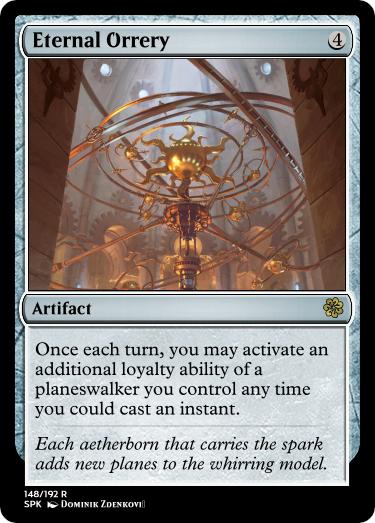 Eternal Orrery 4
Artifact
Once each turn, you may activate an
additional loyalty ability of a
planeswalker you control any time
you could cast an instant.
Each aetherborn that carries the spark
adds new planes to the whirring model.
148/192 R
SPK Dominik Zdenkovi